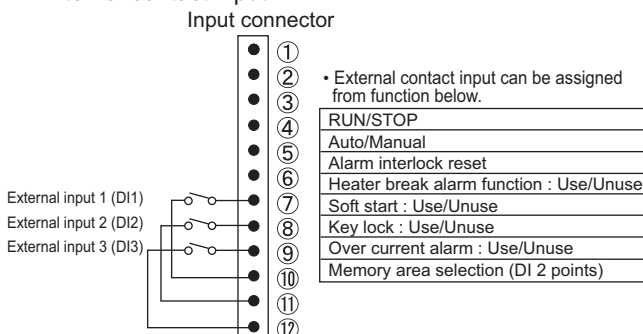 Input connector
①
②
③
④
⑤
⑥
⑦
⑧
⑨
⑩
⑪
⑫
External input 1 (DI1)
External input 2 (DI2)
External input 3 (DI3)
• External contact input can be assigned
from function below.
RUN/STOP
Auto/Manual
Alarm interlock reset
Heater break alarm function : Use/Unuse
Soft start : Use/Unuse
Key lock : Use/Unuse
Over current alarm : Use/Unuse
Memory area selection (DI 2 points)